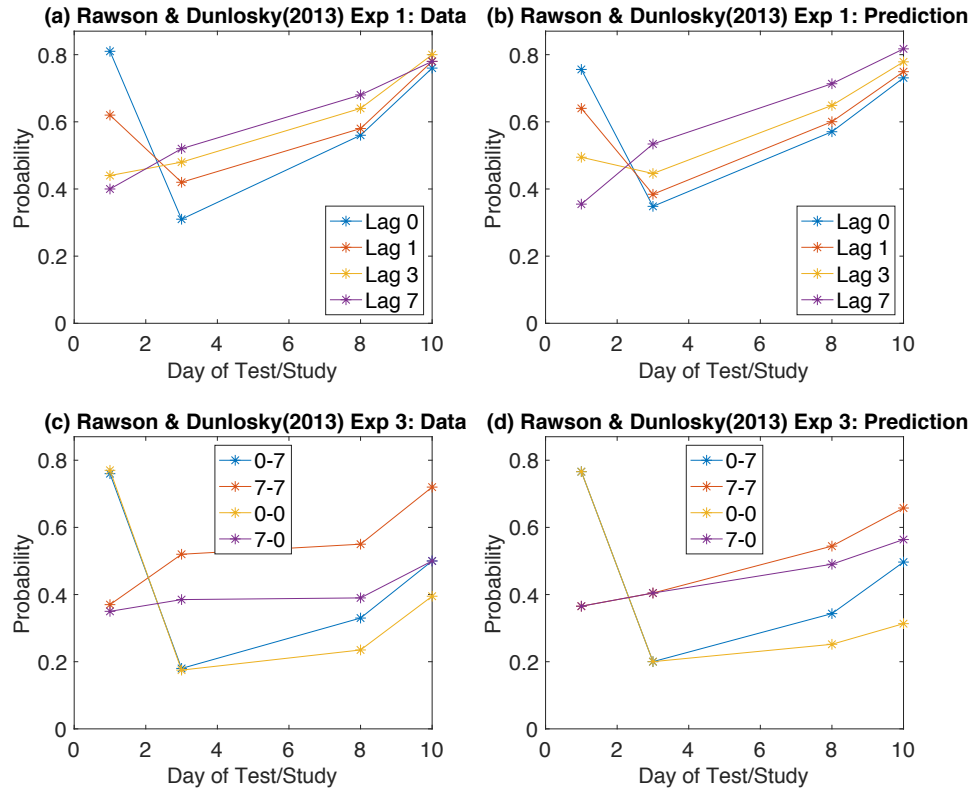 (a) Rawson & Dunlosky(2013) Exp 1: Data
0.8
0.6
0.4
0.2
0
Probability
Lag 0
Lag 1
Lag 3
Lag 7
0 2 4 6 8 10
Day of Test/Study
(b) Rawson & Dunlosky(2013) Exp 1: Prediction
0.8
0.6
0.4
0.2
0
Probability
Lag 0
Lag 1
Lag 3
Lag 7
0 2 4 6 8 10
Day of Test/Study
(c) Rawson & Dunlosky(2013) Exp 3: Data
0.8
0.6
0.4
0.2
0
Probability
0-7
7-7
0-0
7-0
0 2 4 6 8 10
Day of Test/Study
(d) Rawson & Dunlosky(2013) Exp 3: Prediction
0.8
0.6
0.4
0.2
0
Probability
0-7
7-7
0-0
7-0
0 2 4 6 8 10
Day of Test/Study